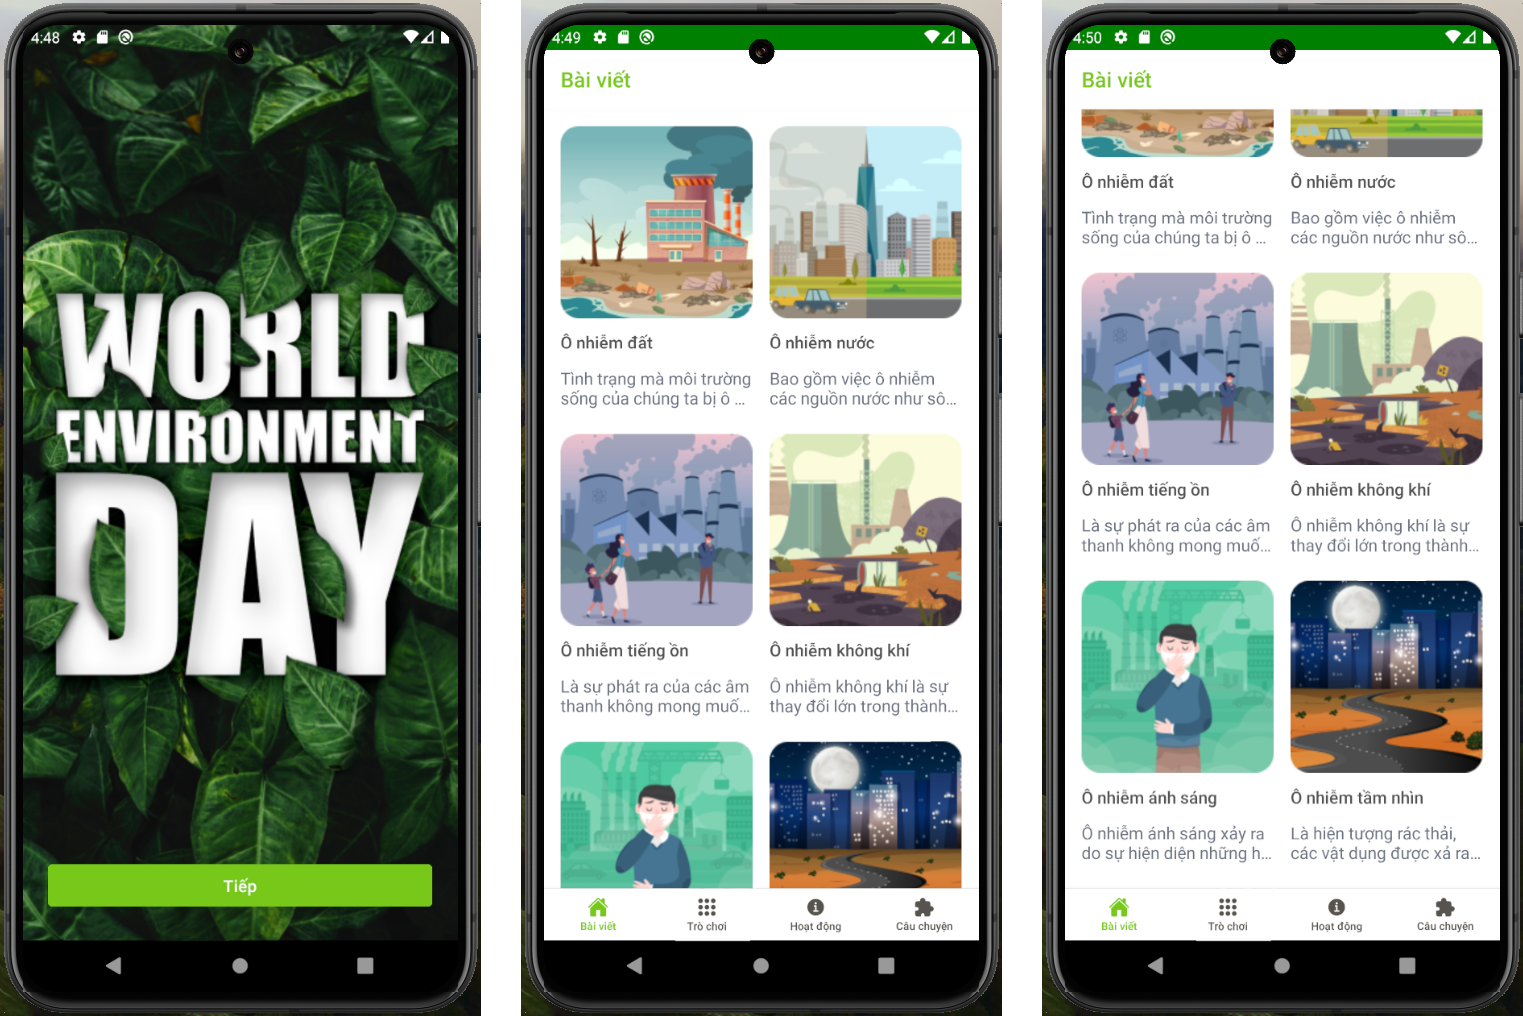 4:48
WORLD
ENVIRONMENT
DAY
Tiếp
4:49
Bài viết
Ô nhiễm đất
Ô nhiễm nước
Tình trạng mà môi trường
sống của chúng ta bị ô ...
Bao gồm việc ô nhiễm
các nguồn nước như sô...
Ô nhiễm tiếng ồn
Ô nhiễm không khí
Là sự phát ra của các âm
thanh không mong muố...
Ô nhiễm không khí là sự
thay đổi lớn trong thành...
Bài viết
Trò chơi
Hoạt động
Câu chuyện
4:50
Bài viết
Ô nhiễm đất
Ô nhiễm nước
Tình trạng mà môi trường
sống của chúng ta bị ô ...
Bao gồm việc ô nhiễm
các nguồn nước như sô...
Ô nhiễm tiếng ồn
Ô nhiễm không khí
Là sự phát ra của các âm
thanh không mong muố...
Ô nhiễm không khí là sự
thay đổi lớn trong thành...
Ô nhiễm ánh sáng
Ô nhiễm tầm nhìn
Ô nhiễm ánh sáng xảy ra
do sự hiện diện những h...
Là hiện tượng rác thải,
các vật dụng được xả ra...
Bài viết
Trò chơi
Hoạt động
Câu chuyện